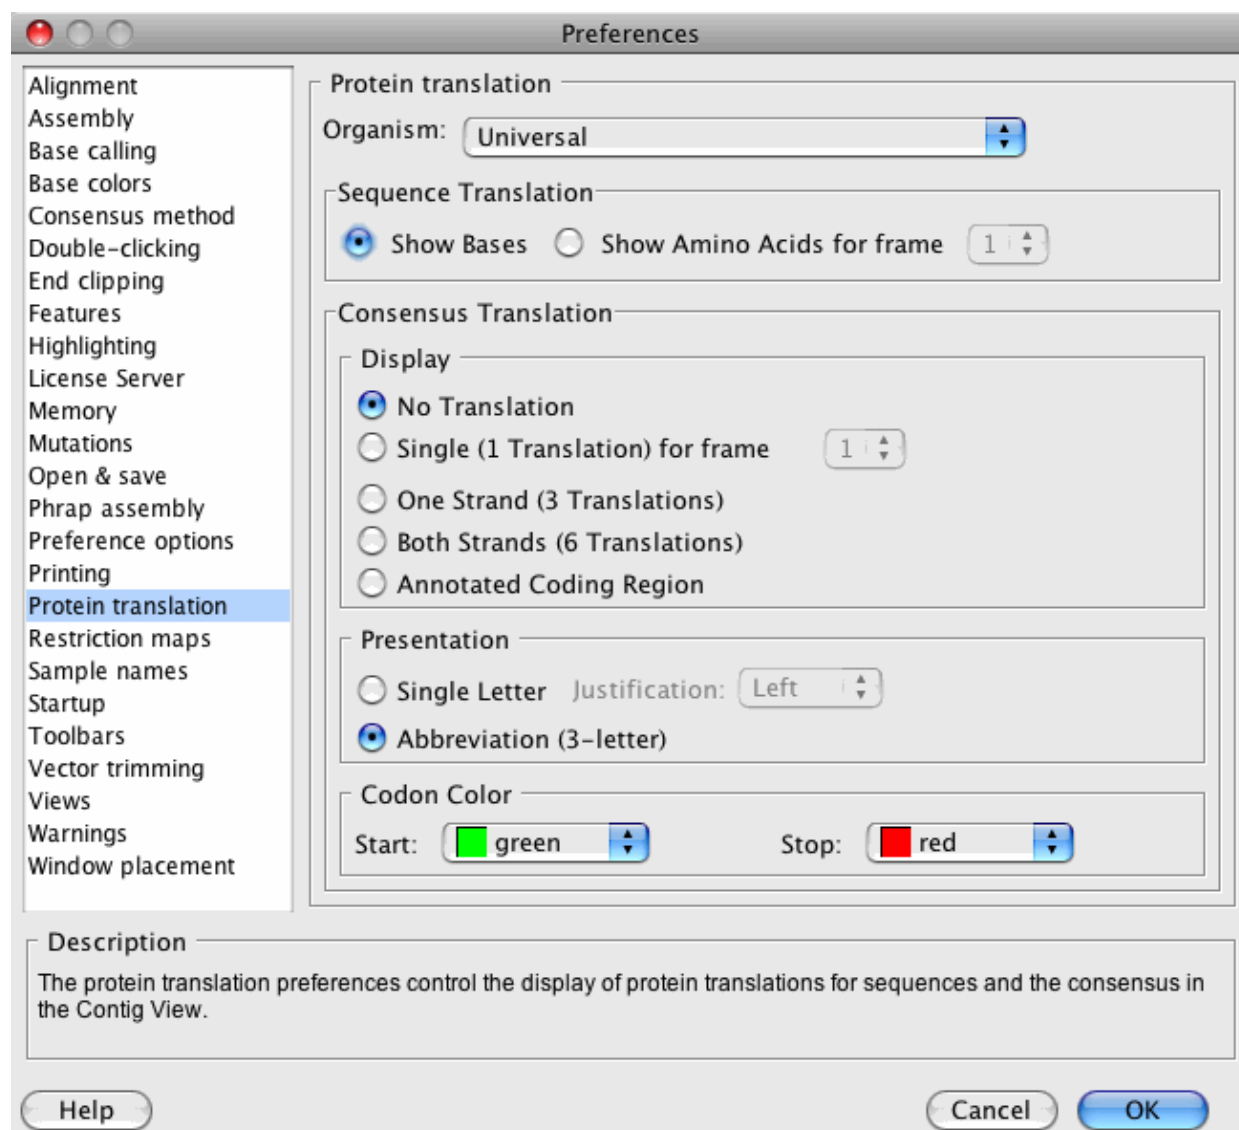 Preferences
Alignment
Assembly
Base calling
Base colors
Consensus method
Double-clicking
End clipping
Features
Highlighting
License Server
Memory
Mutations
Open & save
Phrap assembly
Preference options
Printing
Protein translation
Restriction maps
Sample names
Startup
Toolbars
Vector trimming
Views
Warnings
Window placement
Protein translation
Organism: Universal
Sequence Translation
Show Bases Show Amino Acids for frame 1
Consensus Translation
Display
No Translation
Single (1 Translation) for frame 1
One Strand (3 Translations)
Both Strands (6 Translations)
Annotated Coding Region
Presentation
Single Letter Justification: Left
Abbreviation (3-letter)
Codon Color
Start: green Stop: red
Description
The protein translation preferences control the display of protein translations for sequences and the consensus in
the Contig View.
Help Cancel OK